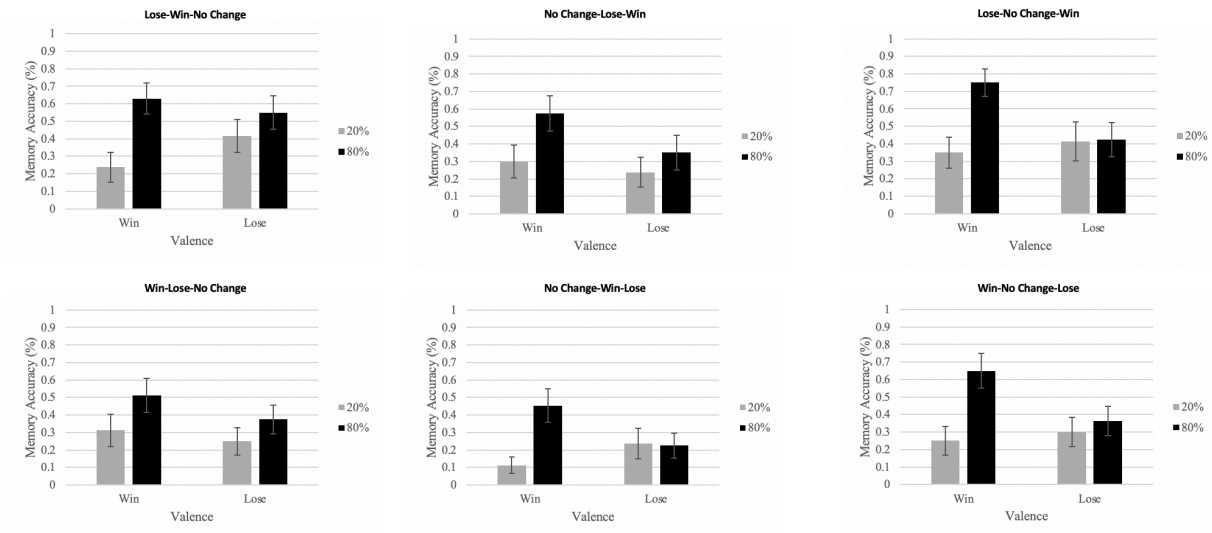 Lose-Win-No Change
Memory Accuracy (%)
1
0.9
0.8
0.7
0.6
0.5
0.4
0.3
0.2
0.1
0
Win
Lose
Valence
20%
80%
No Change-Lose-Win
Memory Accuracy (%)
1
0.9
0.8
0.7
0.6
0.5
0.4
0.3
0.2
0.1
0
Win
Lose
Valence
20%
80%
Lose-No Change-Win
Memory Accuracy (%)
1
0.9
0.8
0.7
0.6
0.5
0.4
0.3
0.2
0.1
0
Win
Lose
Valence
20%
80%
Win-Lose-No Change
Memory Accuracy (%)
1
0.9
0.8
0.7
0.6
0.5
0.4
0.3
0.2
0.1
0
Win
Lose
Valence
20%
80%
No Change-Win-Lose
Memory Accuracy (%)
1
0.9
0.8
0.7
0.6
0.5
0.4
0.3
0.2
0.1
0
Win
Lose
Valence
20%
80%
Win-No Change-Lose
Memory Accuracy (%)
1
0.9
0.8
0.7
0.6
0.5
0.4
0.3
0.2
0.1
0
Win
Lose
Valence
20%
80%